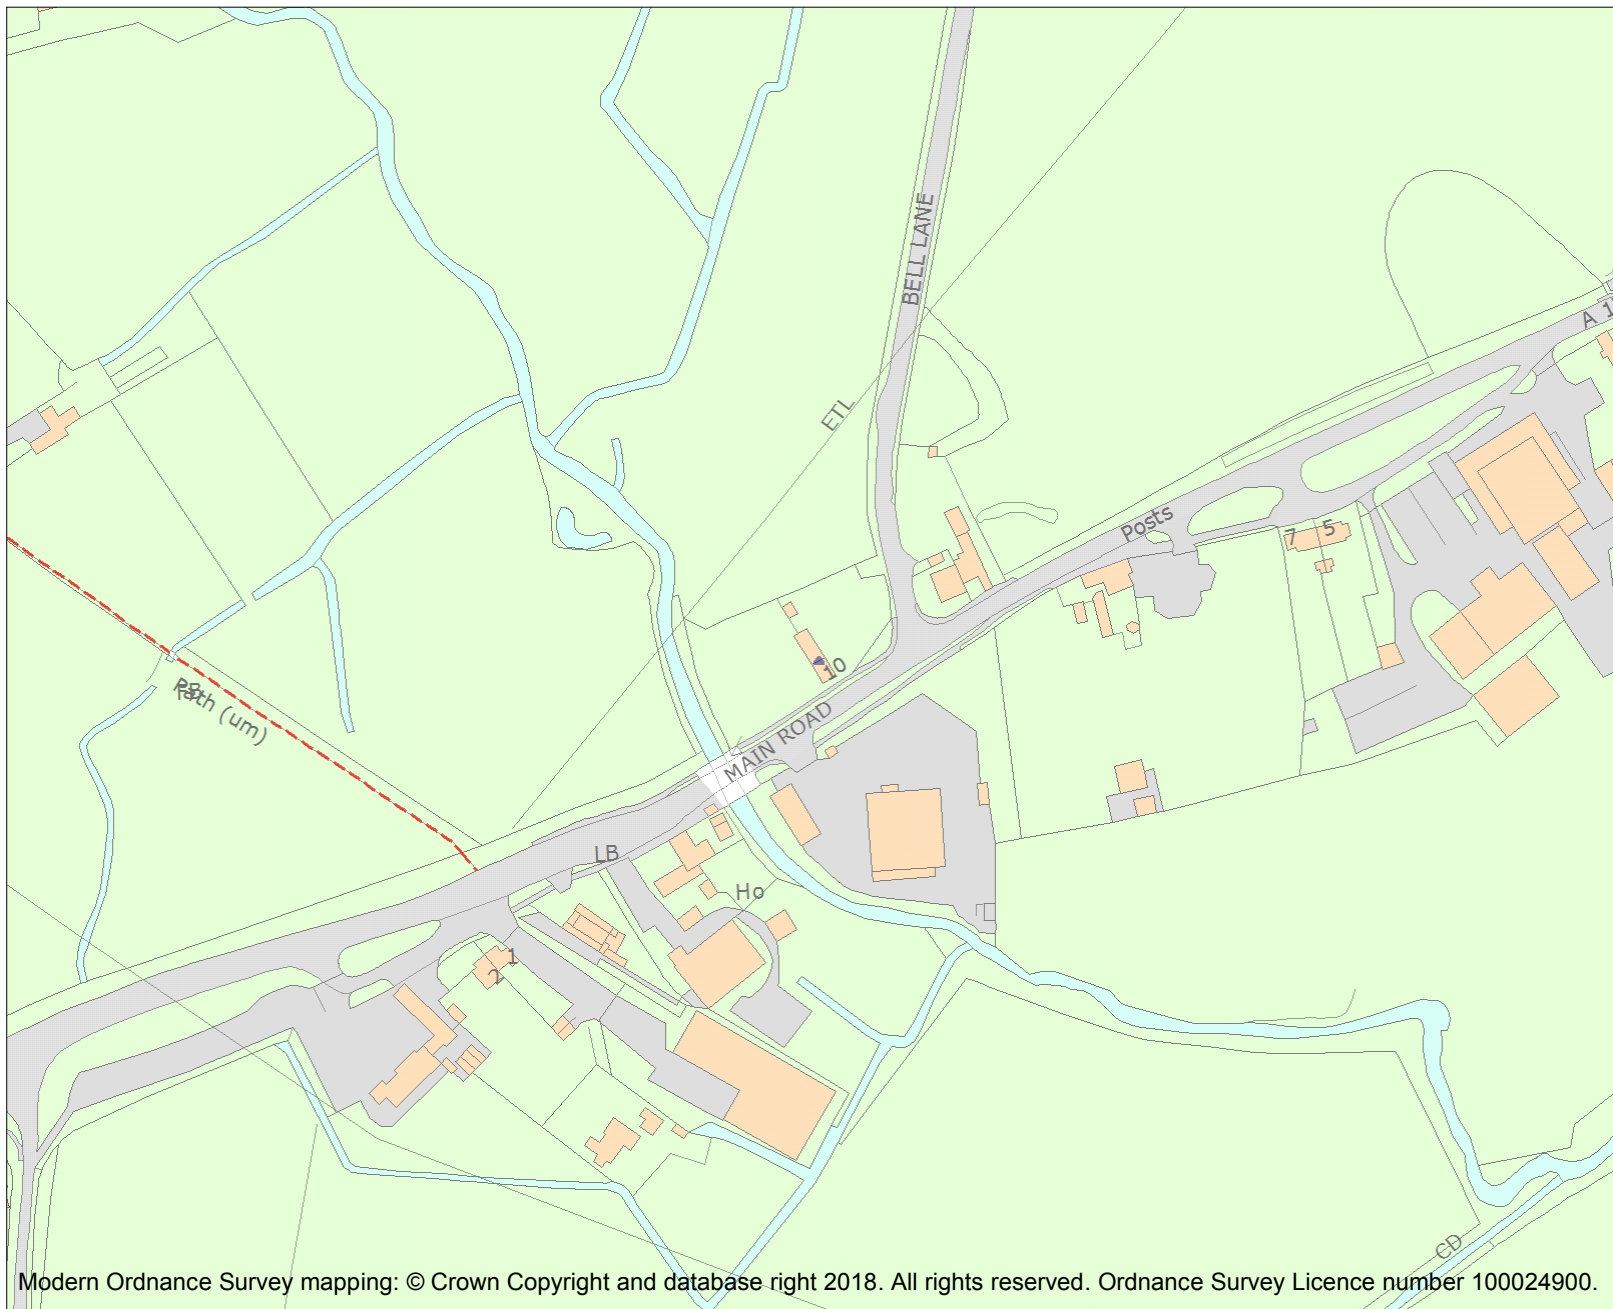 BELL LANE
A 1
ETL
Posts
7
5
10
FB
Path (um)
MAIN ROAD
LB
Ho
1
2
CD
Modern Ordnance Survey mapping: © Crown Copyright and database right 2018. All rights reserved. Ordnance Survey Licence number 100024900.